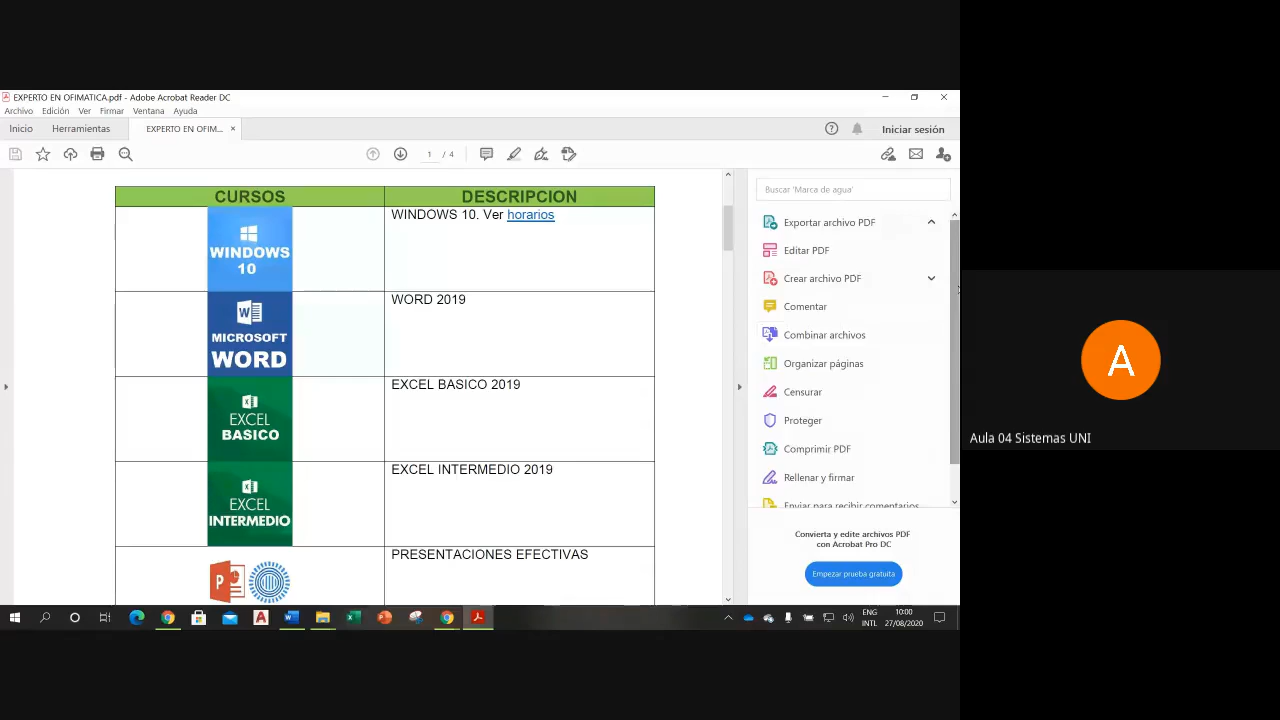 EXPERTO EN OFIMATICA.pdf - Adobe Acrobat Reader DC
Archivo Edición Ver Firmar Ventana Ayuda
Inicio Herramientas EXPERTO EN OFIM... × Iniciar sesión
1 / 4
CURSOS DESCRIPCION
WINDOWS 10
WINDOWS 10. Ver horarios
MICROSOFT WORD
WORD 2019
EXCEL BASICO
EXCEL BASICO 2019
EXCEL INTERMEDIO
EXCEL INTERMEDIO 2019
PRESENTACIONES EFECTIVAS
Buscar 'Marca de agua'
Exportar archivo PDF
Editar PDF
Crear archivo PDF
Comentar
Combinar archivos
Organizar páginas
Censurar
Proteger
Comprimir PDF
Rellenar y firmar
Enviar para recibir comentarios
Convierta y edite archivos PDF
con Acrobat Pro DC
Empezar prueba gratuita
ENG
INTL
10:00
27/08/2020
A
Aula 04 Sistemas UNI